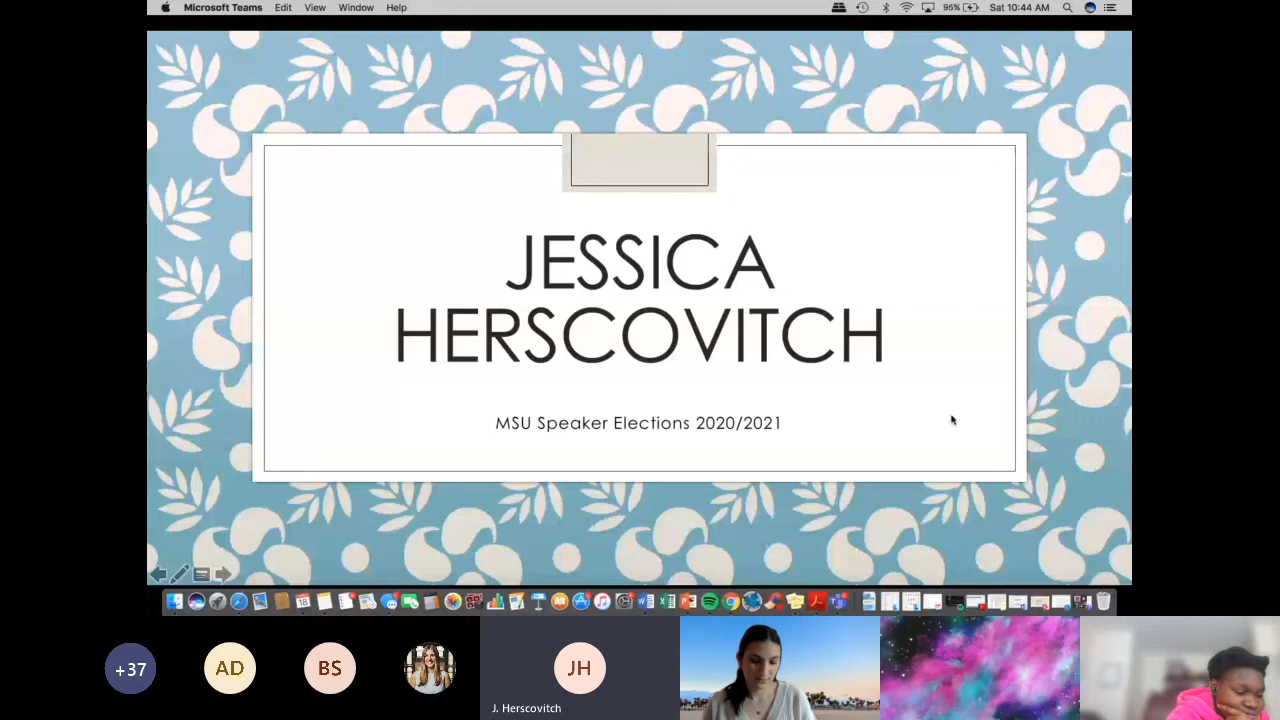 Microsoft Teams Edit View Window Help
96% Sat 10:44 AM
JESSICA
HERSCOVITCH
MSU Speaker Elections 2020/2021
+37
AD
BS
JH
J. Herscovitch